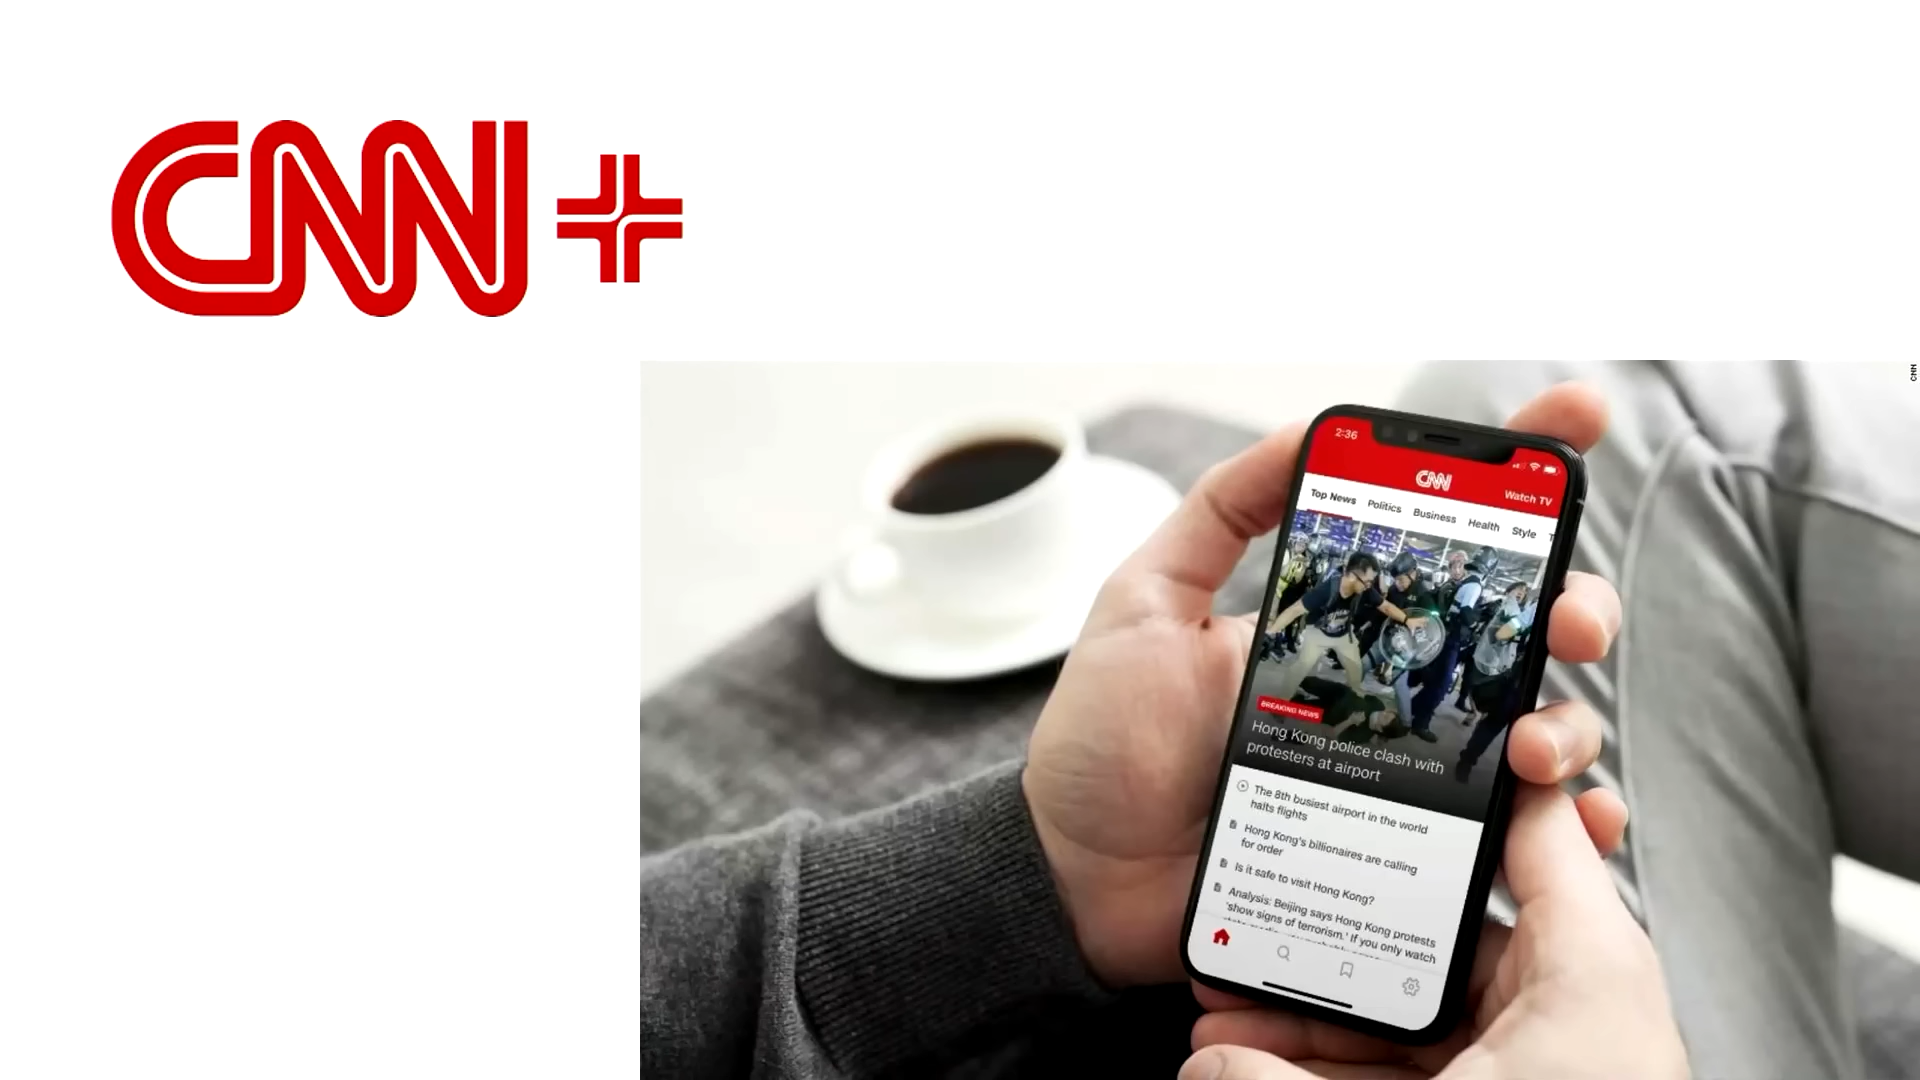 CNN+
CNN
2:36
CNN
Watch TV
Top News Politics Business Health Style T
BREAKING NEWS
Hong Kong police clash with
protesters at airport
The 8th busiest airport in the world
halts flights
Hong Kong's billionaires are calling
for order
Is it safe to visit Hong Kong?
Analysis: Beijing says Hong Kong protests
'show signs of terrorism.' If you only watch